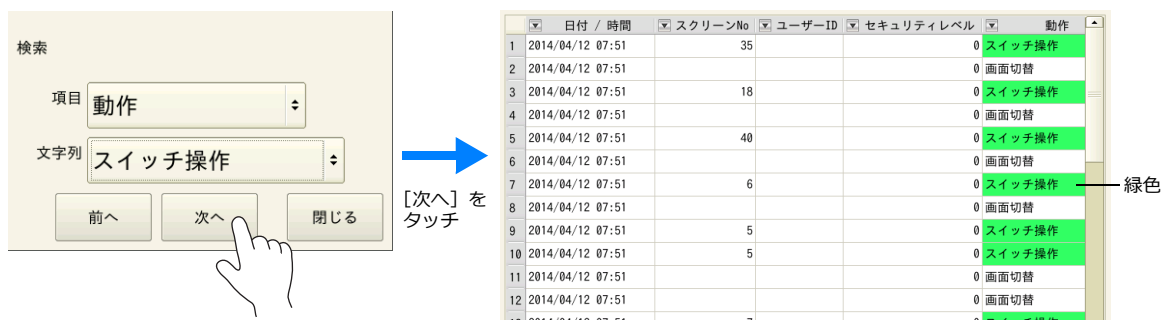 検索
項目 動作
文字列 スイッチ操作
前へ 次へ 閉じる
[次へ] を
タッチ
日付 / 時間 スクリーンNo ユーザーID セキュリティレベル 動作
1 2014/04/12 07:51 35 0 スイッチ操作
2 2014/04/12 07:51 0 画面切替
3 2014/04/12 07:51 18 0 スイッチ操作
4 2014/04/12 07:51 0 画面切替
5 2014/04/12 07:51 40 0 スイッチ操作
6 2014/04/12 07:51 0 画面切替
7 2014/04/12 07:51 6 0 スイッチ操作
8 2014/04/12 07:51 0 画面切替
9 2014/04/12 07:51 5 0 スイッチ操作
10 2014/04/12 07:51 5 0 スイッチ操作
11 2014/04/12 07:51 0 画面切替
12 2014/04/12 07:51 0 画面切替
緑色